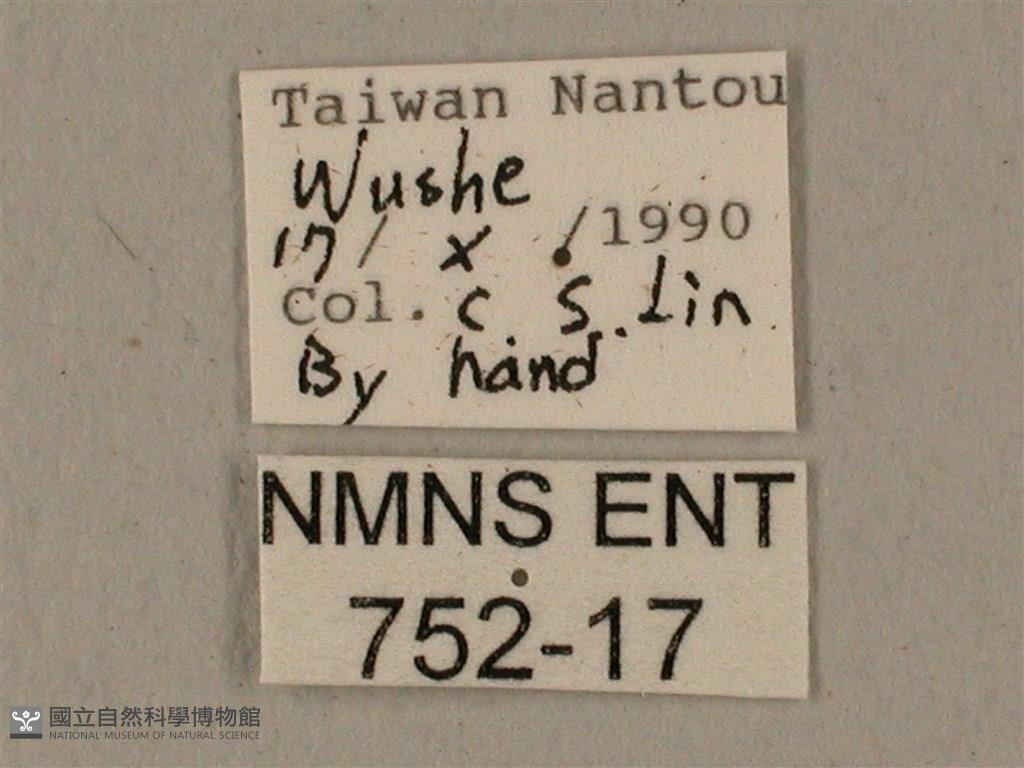 Taiwan Nantou
Wushe
17/ X /1990
Col. C. S. Lin
By hand
NMNS ENT
752-17
國立自然科學博物館
NATIONAL MUSEUM OF NATURAL SCIENCE